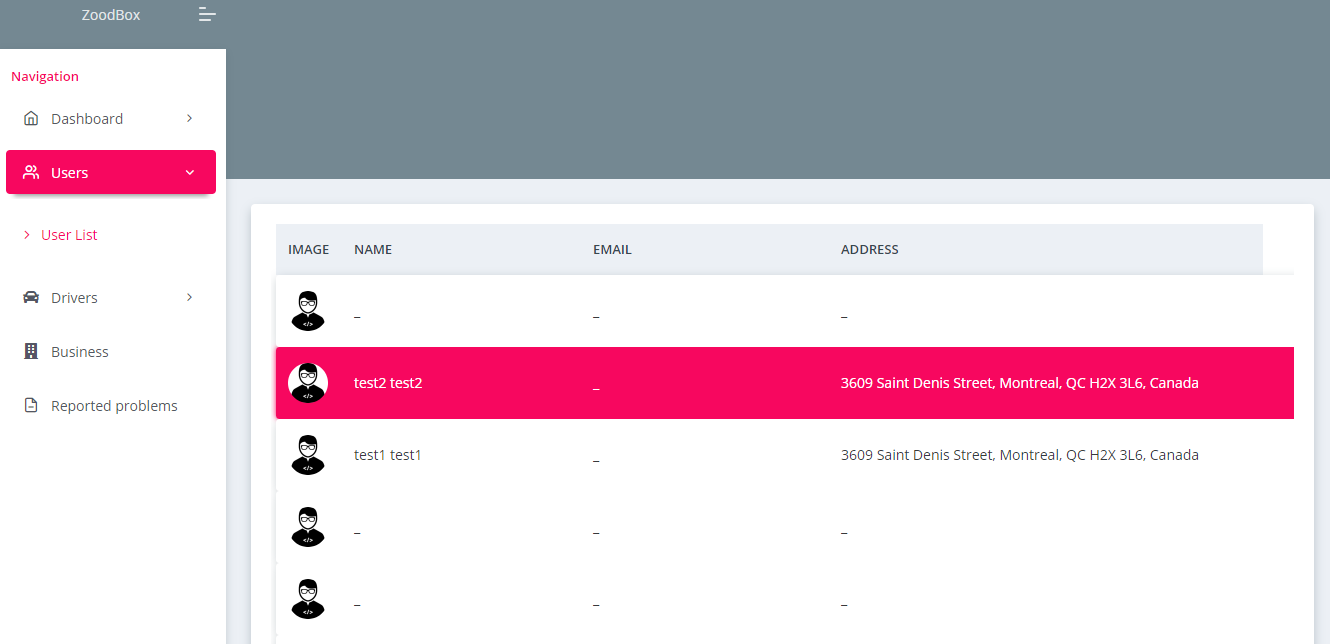 ZoodBox
Navigation
Dashboard
Users
User List
Drivers
Business
Reported problems
IMAGE NAME EMAIL ADDRESS
</> _ _ _
</> test2 test2 _ 3609 Saint Denis Street, Montreal, QC H2X 3L6, Canada
</> test1 test1 _ 3609 Saint Denis Street, Montreal, QC H2X 3L6, Canada
</> _ _ _
</> _ _ _